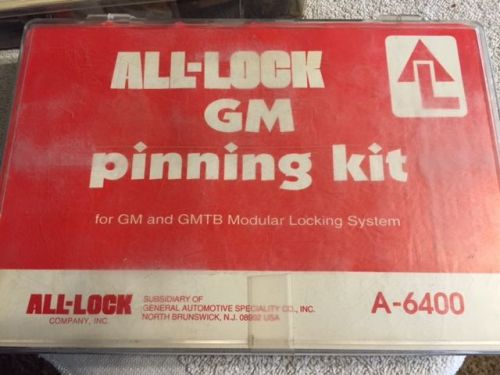 ALL-LOCK
GM
pinning kit
for GM and GMTB Modular Locking System
ALL-LOCK
COMPANY, INC.
SUBSIDIARY OF
GENERAL AUTOMOTIVE SPECIALITY CO., INC.
NORTH BRUNSWICK, N.J. 08902 USA
A-6400